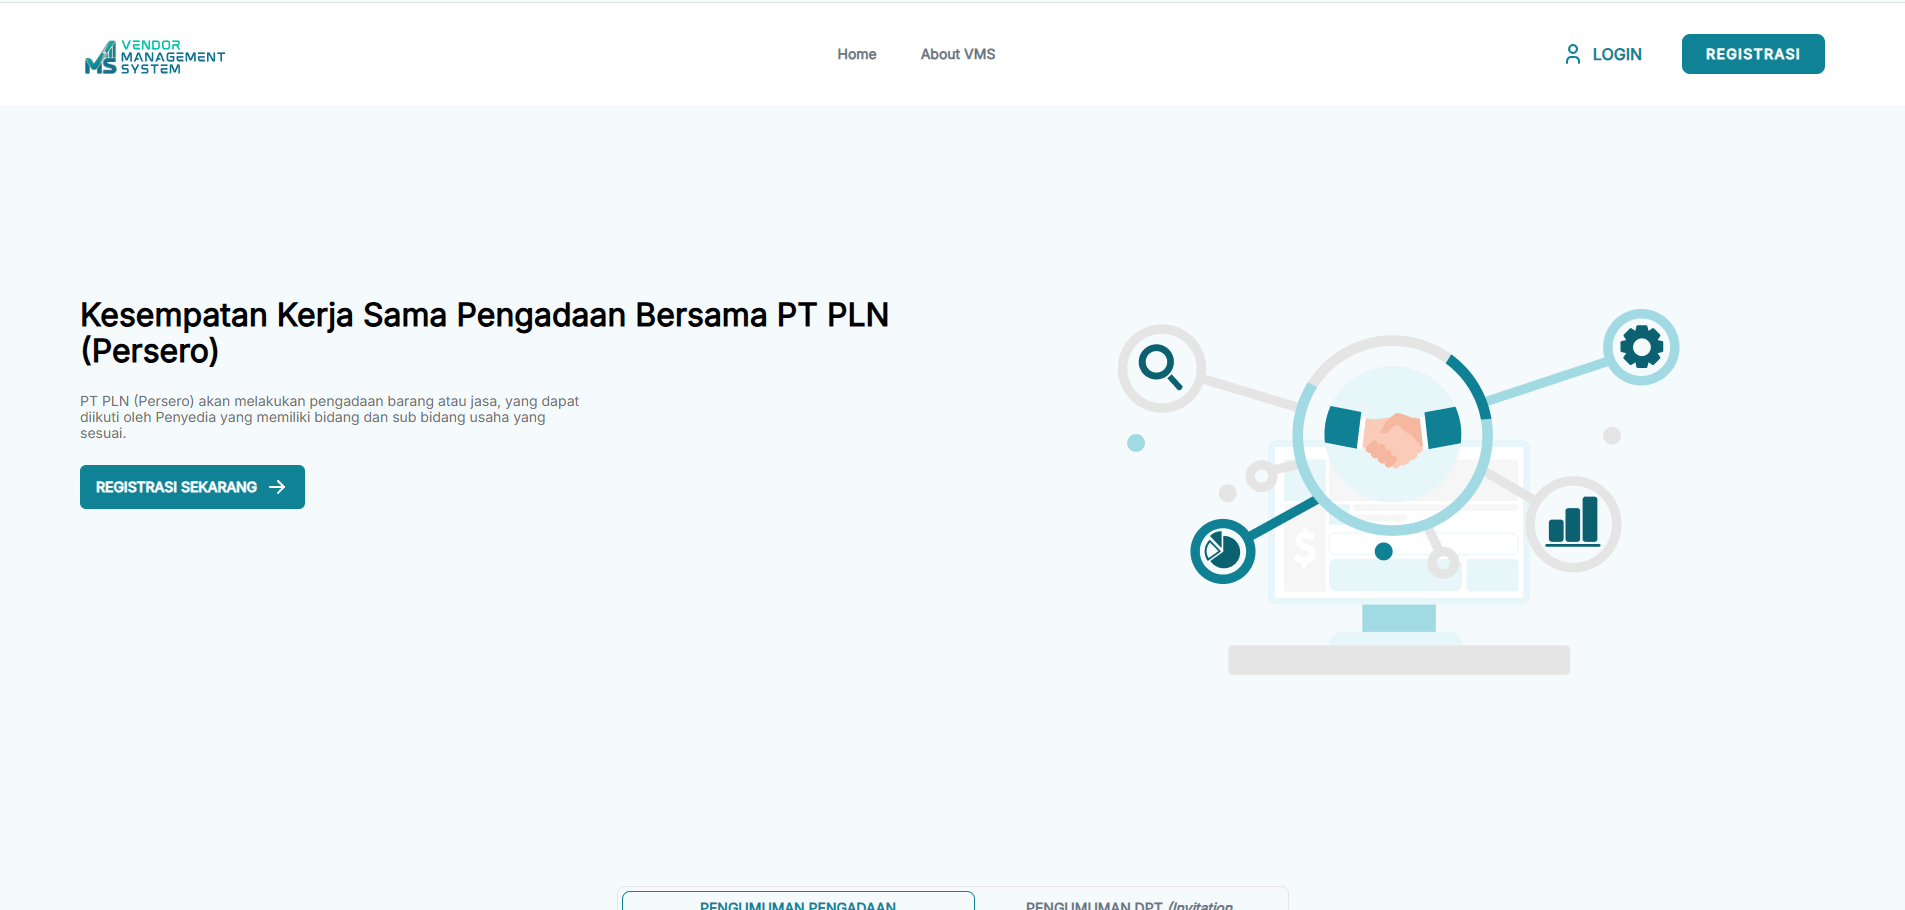 VENDOR
MANAGEMENT
SYSTEM
MS
Home
About VMS
LOGIN
REGISTRASI
Kesempatan Kerja Sama Pengadaan Bersama PT PLN
(Persero)
PT PLN (Persero) akan melakukan pengadaan barang atau jasa, yang dapat
diikuti oleh Penyedia yang memiliki bidang dan sub bidang usaha yang
sesuai.
REGISTRASI SEKARANG
$
PENGUMUMAN PENGADAAN
PENGUMUMAN DPT (Invitation